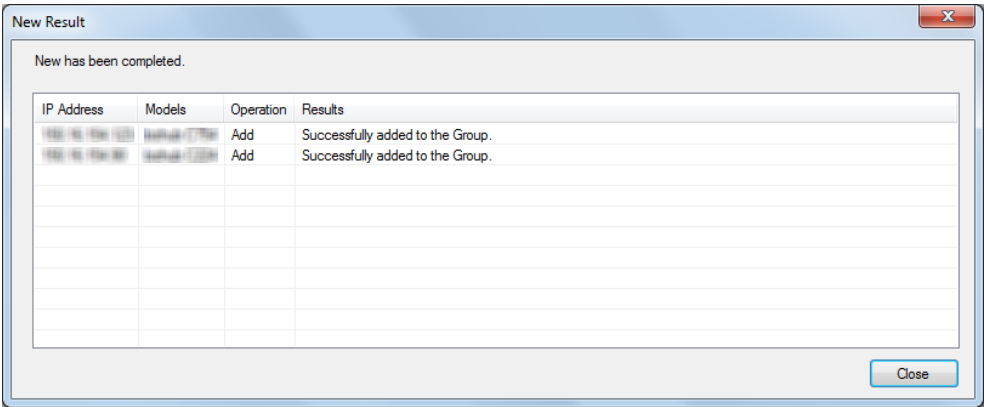 New Result
New has been completed.
IP Address Models Operation Results
Add Successfully added to the Group.
Add Successfully added to the Group.
Close